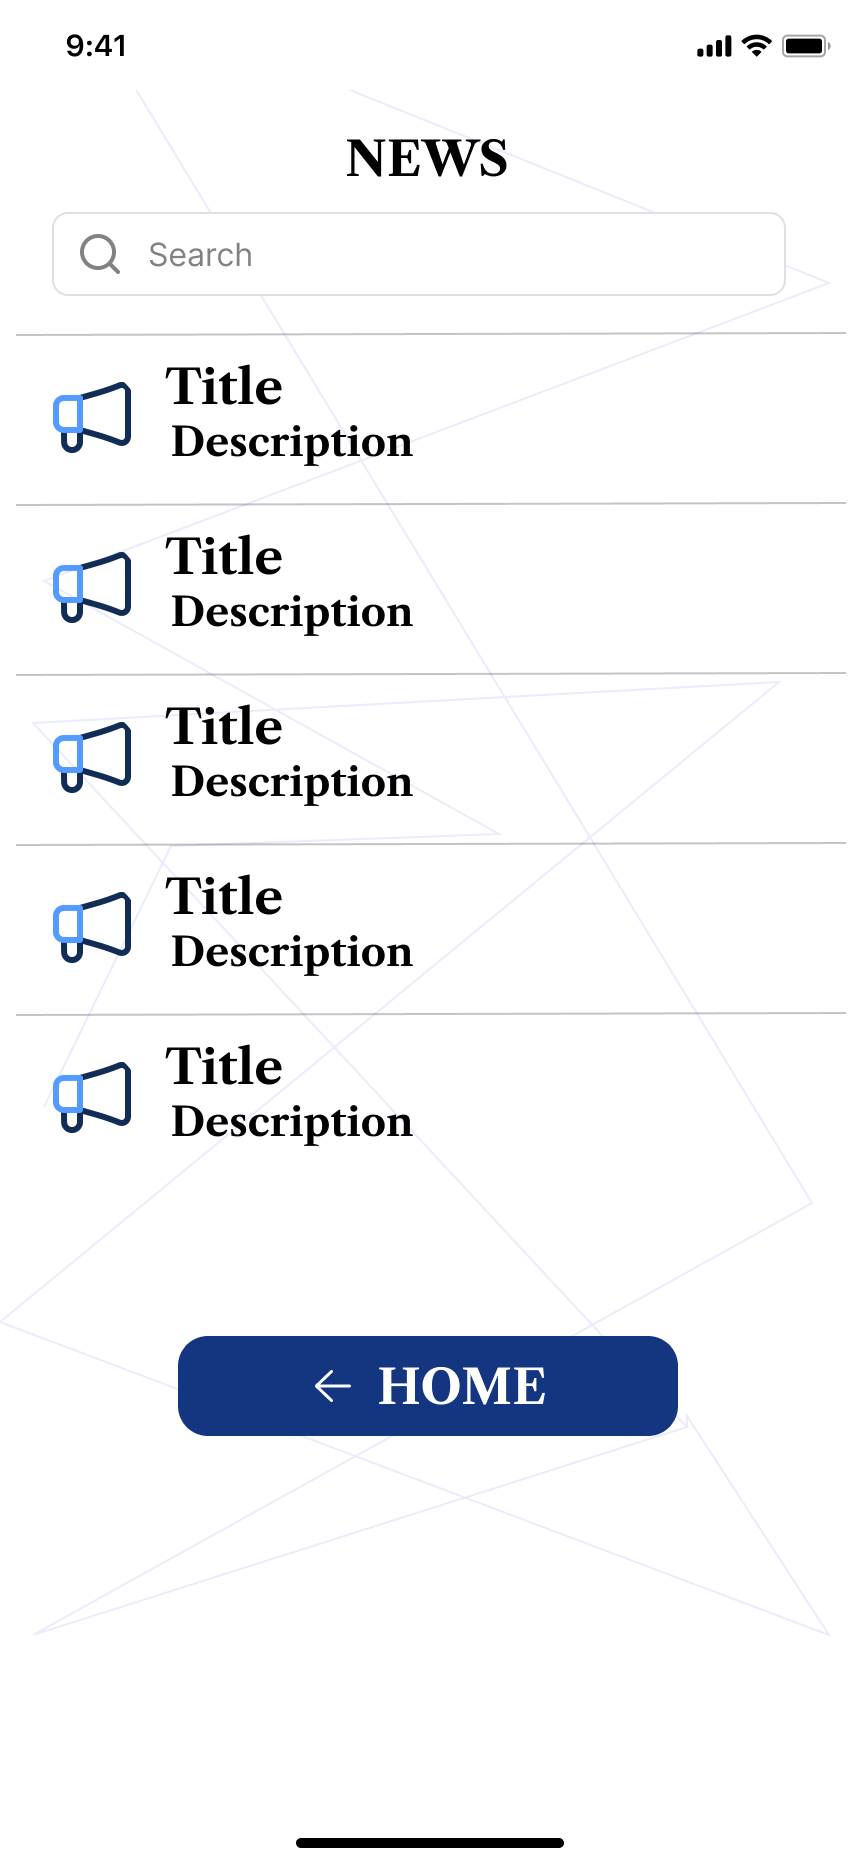 9:41
NEWS
Search
Title
Description
Title
Description
Title
Description
Title
Description
Title
Description
HOME